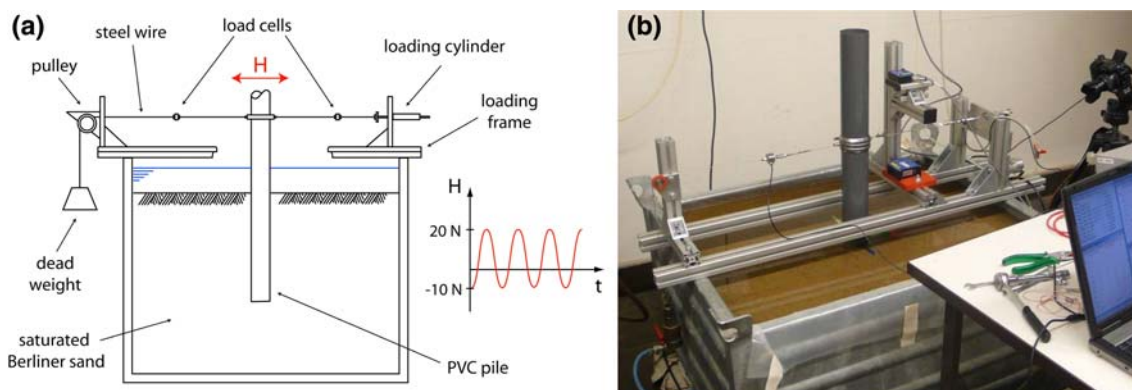 (a)
steel wire
load cells
loading cylinder
pulley
H
loading
frame
H
20 N
-10 N
t
dead
weight
saturated
Berliner sand
PVC pile
(b)